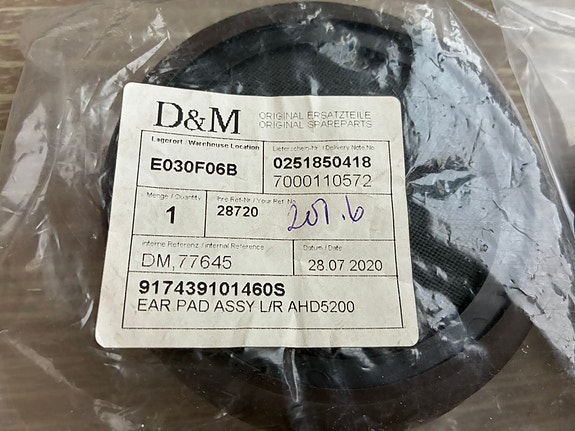 D&M
ORIGINAL ERSATZTEILE
ORIGINAL SPAREPARTS
Lagerort / Warehouse Location
E030F06B
Lieferschein-Nr / Delivery Note No
0251850418
7000110572
Menge / Quantity
1
Ihre Ref-Nr / Your Ref. No
28720
207.6
Interne Referenz / Internal Reference
DM,77645
Datum / Date
28.07 2020
917439101460S
EAR PAD ASSY L/R AHD5200